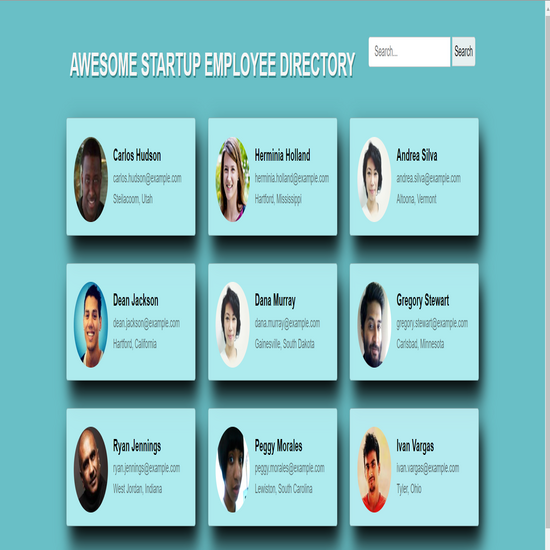 AWESOME STARTUP EMPLOYEE DIRECTORY
Search...
Search
Carlos Hudson
carlos.hudson@example.com
Steilacoom, Utah
Herminia Holland
herminia.holland@example.com
Hartford, Mississippi
Andrea Silva
andrea.silva@example.com
Altoona, Vermont
Dean Jackson
dean.jackson@example.com
Hartford, California
Dana Murray
dana.murray@example.com
Gainesville, South Dakota
Gregory Stewart
gregory.stewart@example.com
Carlsbad, Minnesota
Ryan Jennings
ryan.jennings@example.com
West Jordan, Indiana
Peggy Morales
peggy.morales@example.com
Lewiston, South Carolina
Ivan Vargas
ivan.vargas@example.com
Tyler, Ohio